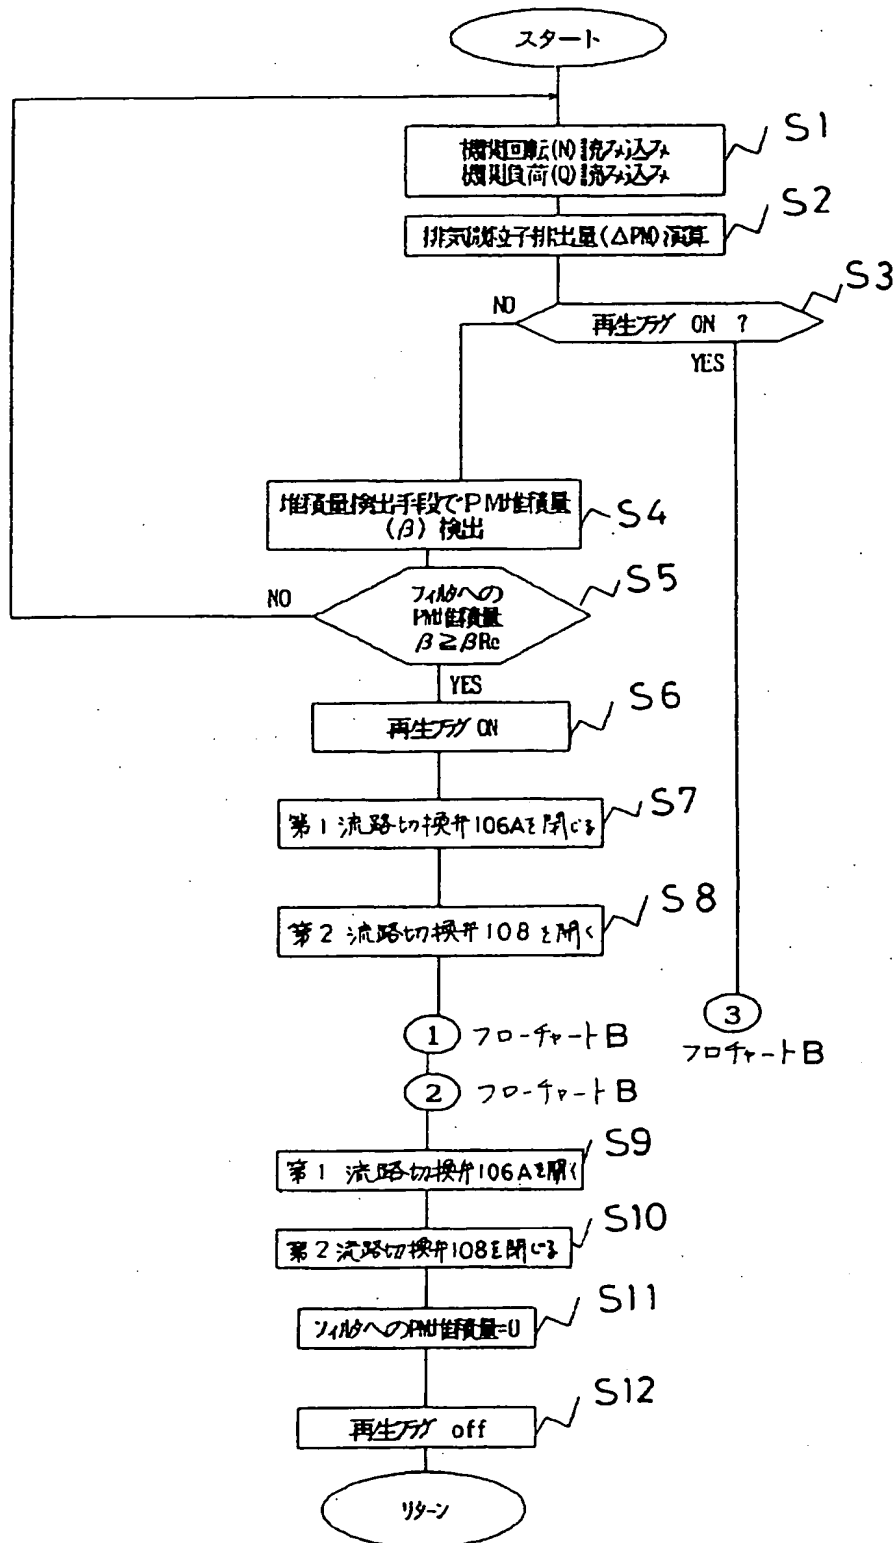 スタート
機関回転(N)読み込み
機関負荷(Q)読み込み
S1
排気微粒子排出量(ΔPM)演算
S2
再生フラグ ON ?
S3
NO
YES
堆積量検出手段でPM堆積量
(β) 検出
S4
フィルタへの
PM堆積量
β≧βRe
S5
NO
YES
再生フラグ ON
S6
第1流路切換弁106Aを閉じる
S7
第2流路切換弁108を開く
S8
1 フローチャートB
3
フロチャートB
2 フローチャートB
第1 流路切換弁106Aを開く
S9
第2流路切換弁108を閉じる
S10
フィルタへのPM堆積量=0
S11
再生フラグ off
S12
リターン